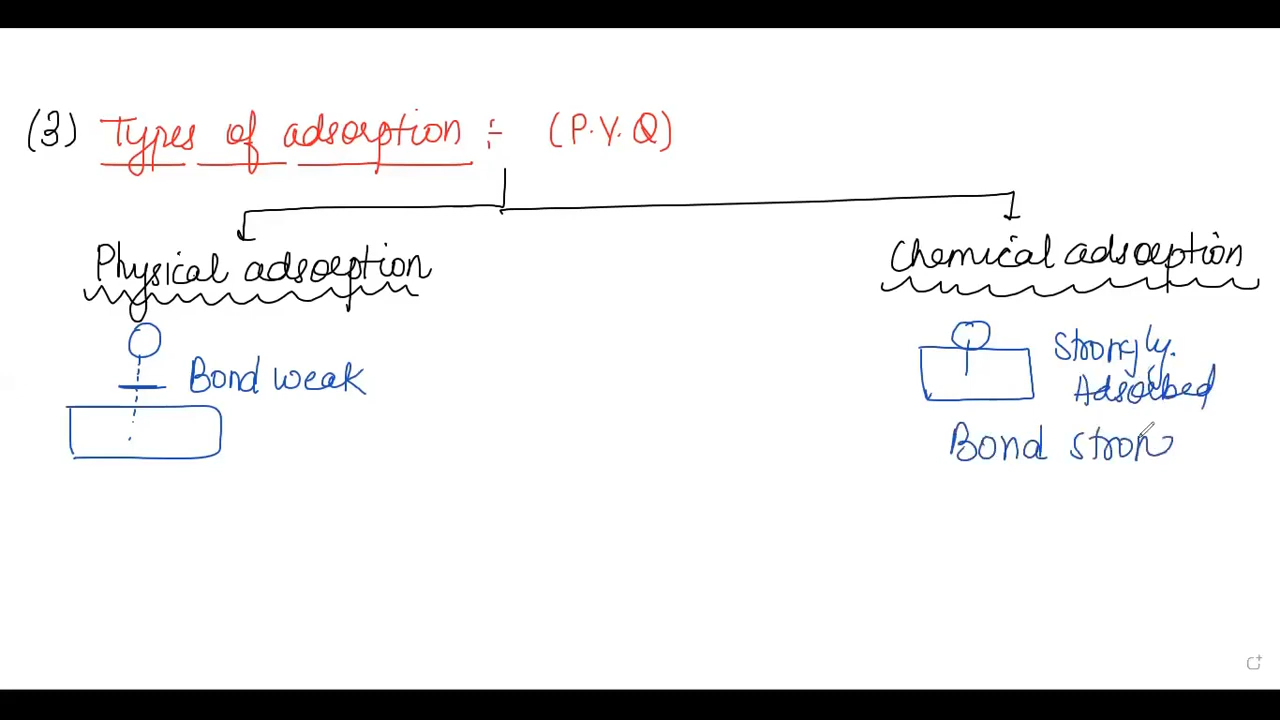 (3) Types of adsorption :- (P.Y.Q)
Physical adsorption
Chemical adsorption
Bond weak
Strongly.
Adsorbed
Bond stron